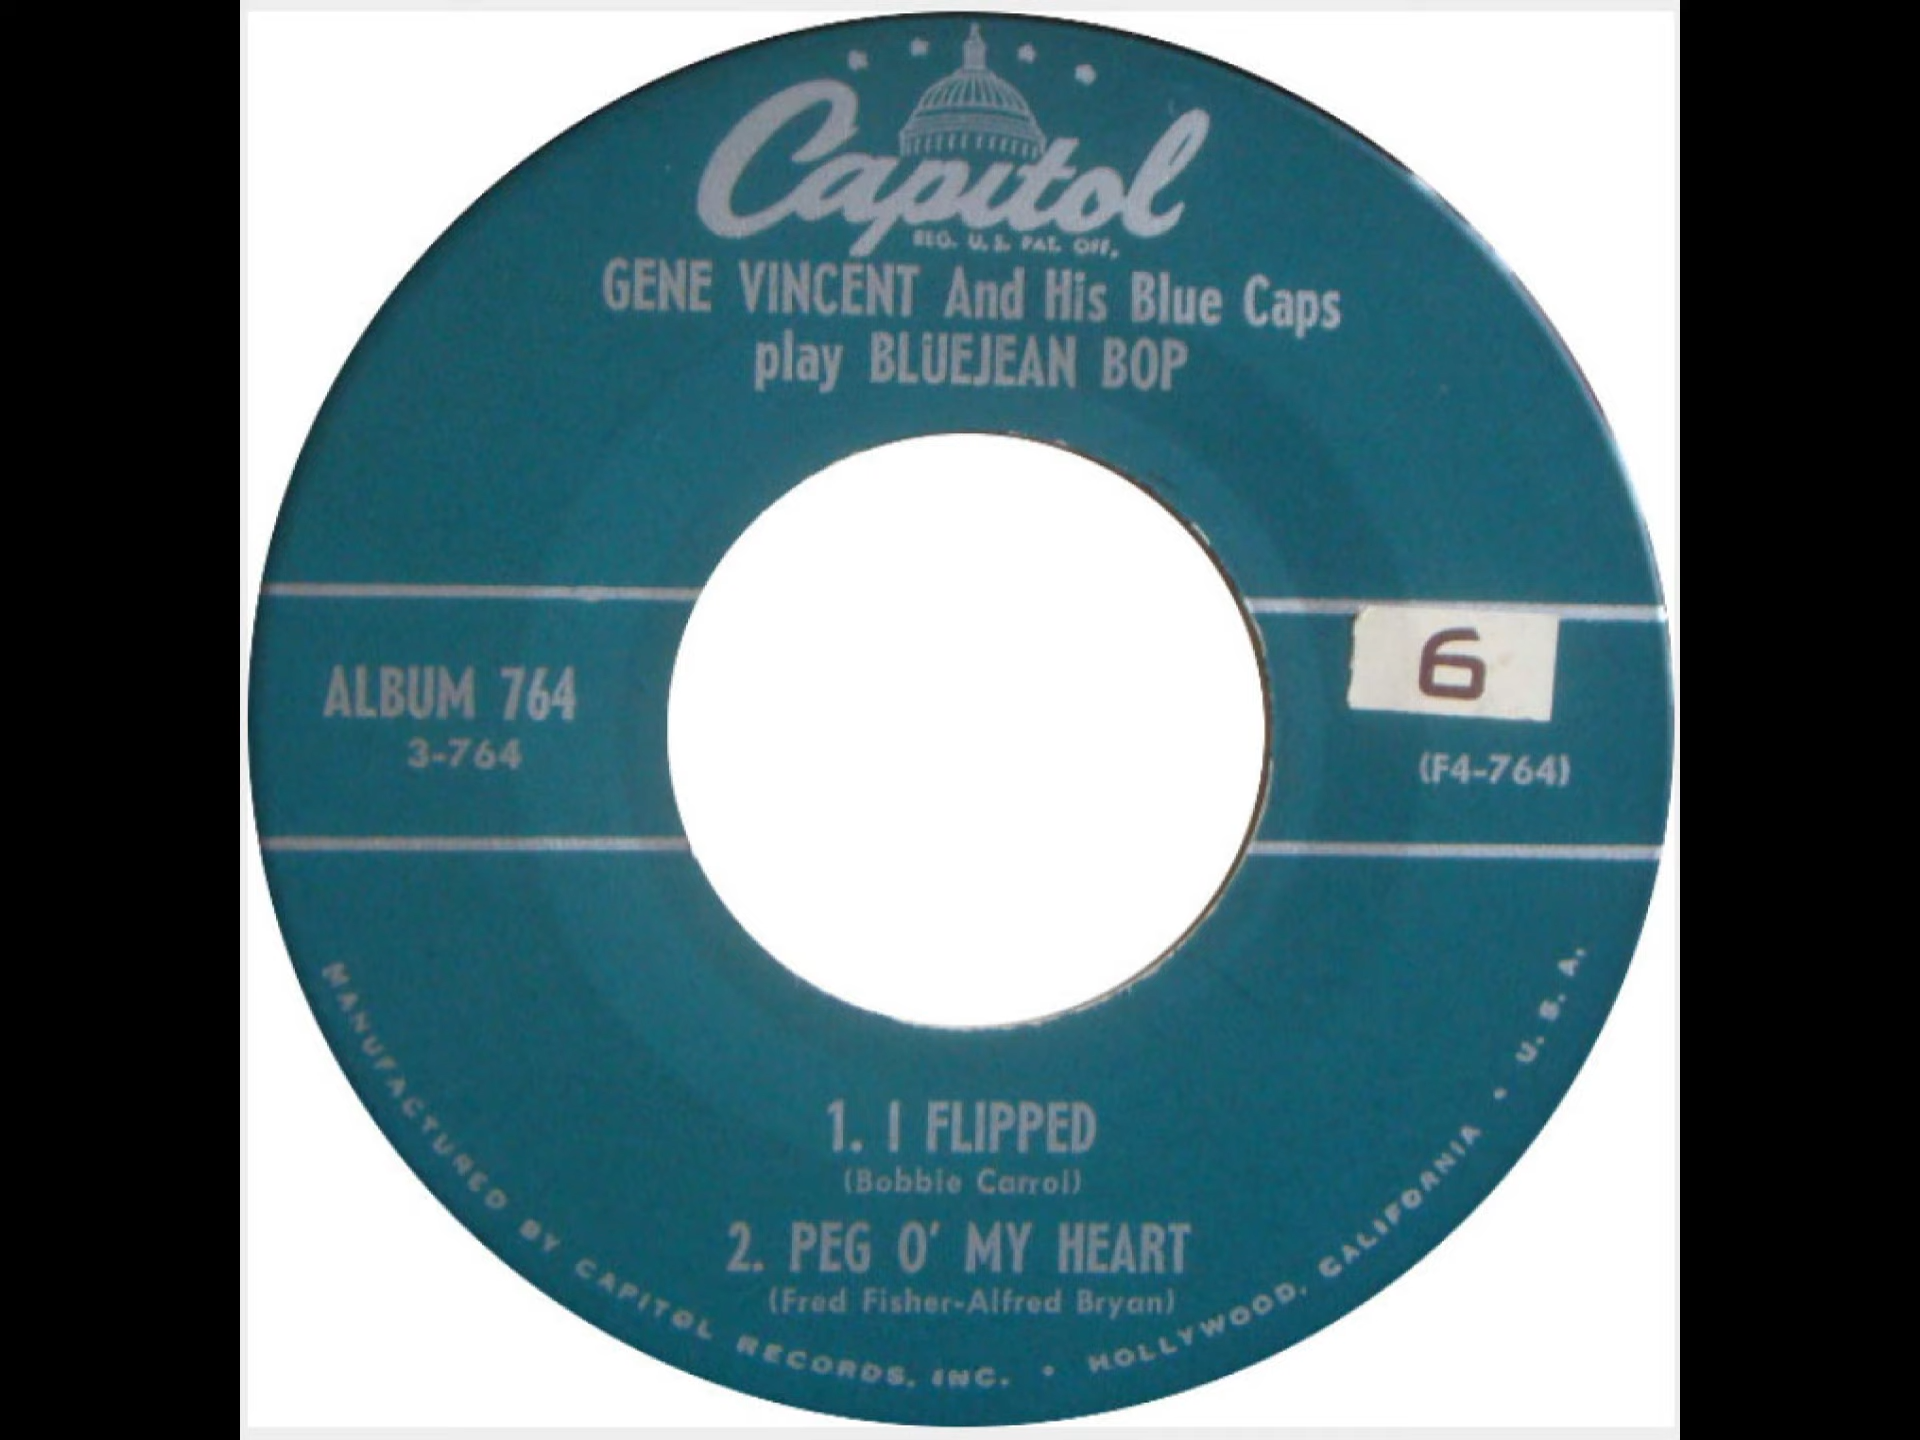 Capitol
REG. U.S. PAT. OFF.
GENE VINCENT And His Blue Caps
play BLUEJEAN BOP
ALBUM 764
3-764
6
(F4-764)
1. I FLIPPED
(Bobbie Carrol)
2. PEG O' MY HEART
(Fred Fisher-Alfred Bryan)
MANUFACTURED BY CAPITOL RECORDS, INC. • HOLLYWOOD, CALIFORNIA • U. S. A.